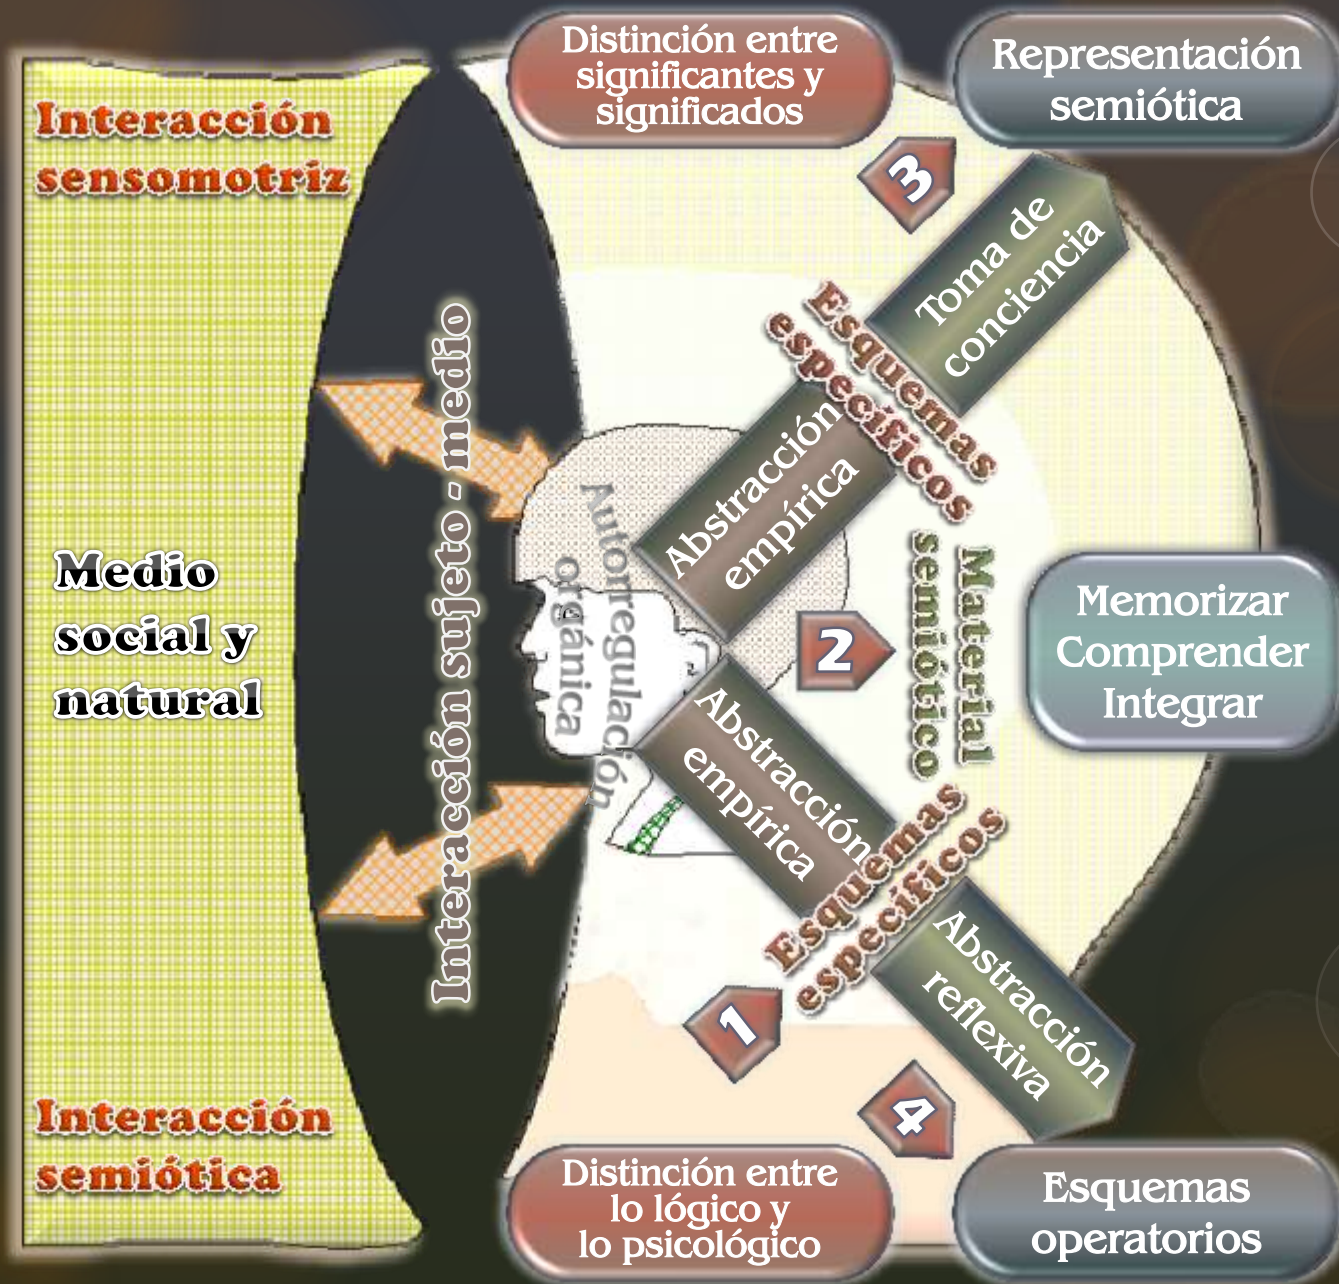 Distinción entre
significantes y
significados
Representación
semiótica
Interacción
sensomotriz
3
Toma de
conciencia
Esquemas
específicos
Abstracción
empírica
Interacción sujeto - medio
Autorregulación
orgánica
Medio
social y
natural
2
Material
semiótico
Memorizar
Comprender
Integrar
Abstracción
empírica
Esquemas
específicos
Abstracción
reflexiva
1
4
Interacción
semiótica
Distinción entre
lo lógico y
lo psicológico
Esquemas
operatorios